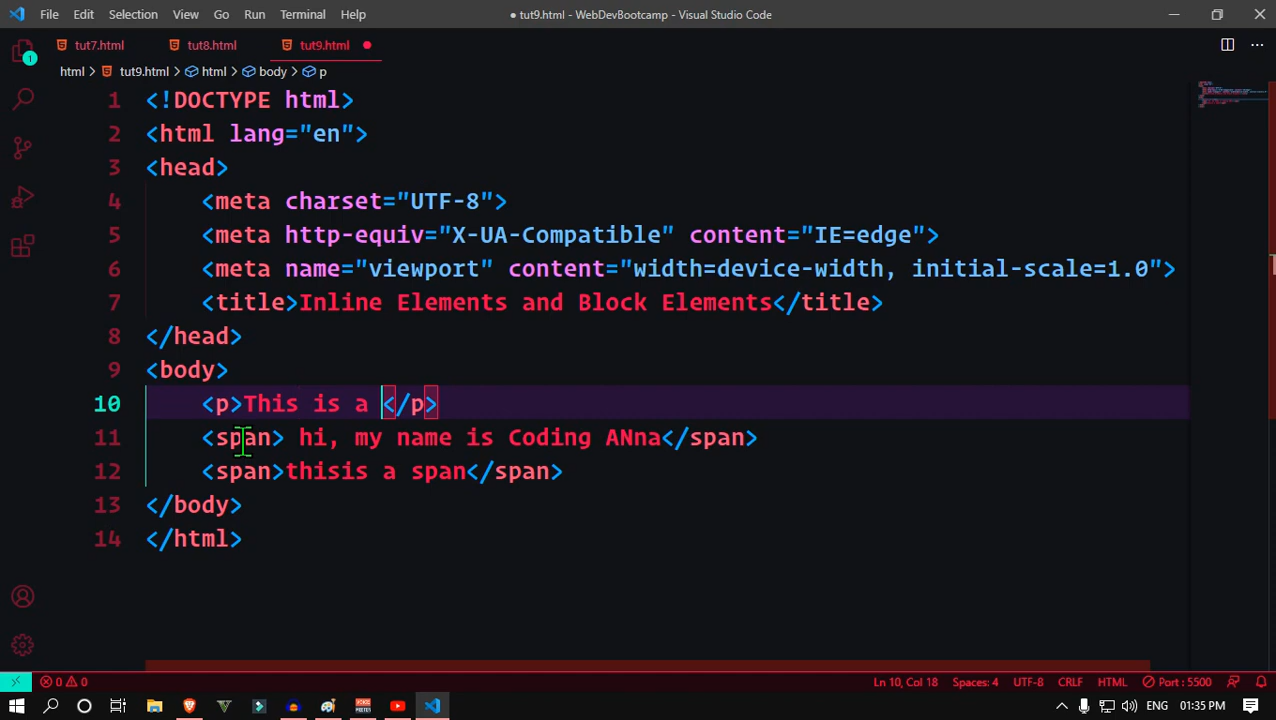 File Edit Selection View Go Run Terminal Help ● tut9.html - WebDevBootcamp - Visual Studio Code
1
tut7.html tut8.html tut9.html
html > tut9.html > html > body > p
1 <!DOCTYPE html>
2 <html lang="en">
3 <head>
4 <meta charset="UTF-8">
5 <meta http-equiv="X-UA-Compatible" content="IE=edge">
6 <meta name="viewport" content="width=device-width, initial-scale=1.0">
7 <title>Inline Elements and Block Elements</title>
8 </head>
9 <body>
10 <p>This is a </p>
11 <span> hi, my name is Coding ANna</span>
12 <span>thisis a span</span>
13 </body>
14 </html>
0 0 Ln 10, Col 18 Spaces: 4 UTF-8 CRLF HTML Port : 5500
ENG 01:35 PM